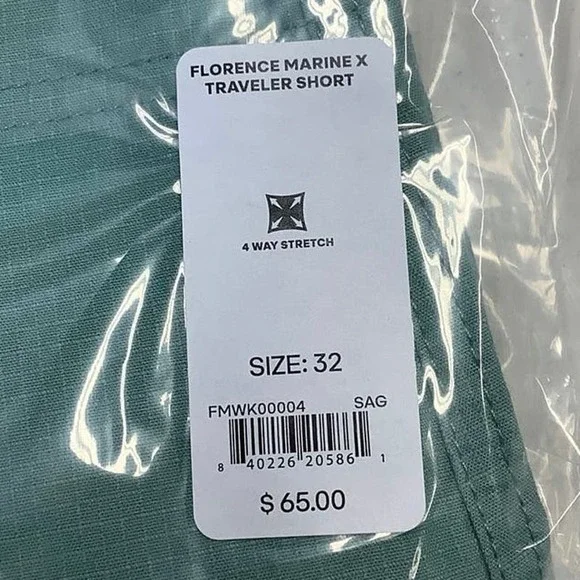 FLORENCE MARINE X
TRAVELER SHORT
4 WAY STRETCH
SIZE: 32
FMWK00004 SAG
8 40226 20586 1
$ 65.00